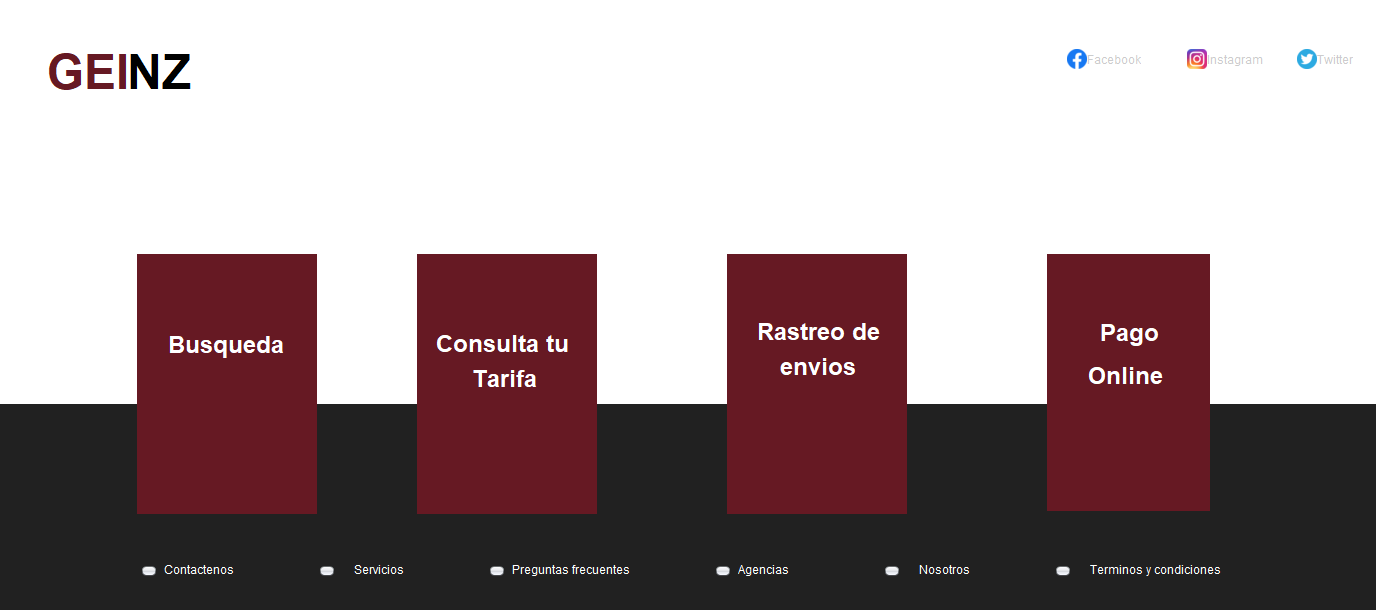 GEINZ
Facebook
Instagram
Twitter
Busqueda
Consulta tu
Tarifa
Rastreo de
envios
Pago
Online
Contactenos
Servicios
Preguntas frecuentes
Agencias
Nosotros
Terminos y condiciones